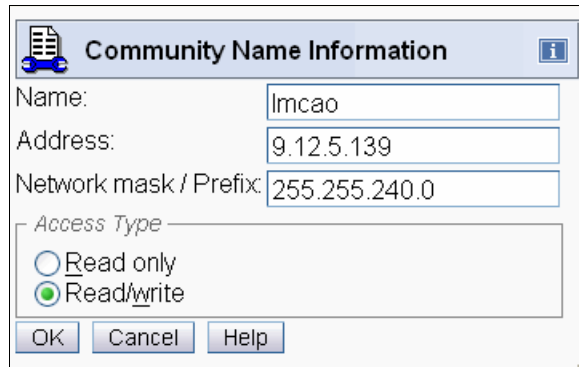 Community Name Information
i
Name:
lmcao
Address:
9.12.5.139
Network mask / Prefix:
255.255.240.0
Access Type
Read only
Read/write
OK Cancel Help